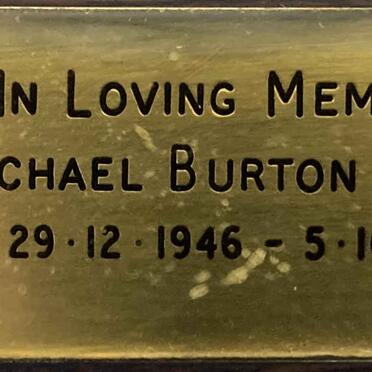 In Loving Mem
chael Burton
29·12·1946 – 5·1